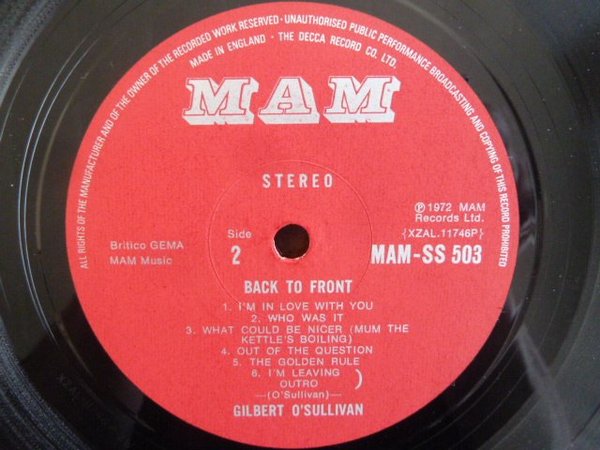 ALL RIGHTS OF THE MANUFACTURER AND OF THE OWNER OF THE RECORDED WORK RESERVED · UNAUTHORISED PUBLIC PERFORMANCE BROADCASTING AND COPYING OF THIS RECORD PROHIBITED
MADE IN ENGLAND · THE DECCA RECORD CO. LTD.
MAM
STEREO
Britico GEMA
MAM Music
Side
2
℗ 1972 MAM
Records Ltd.
(XZAL.11746P)
MAM-SS 503
BACK TO FRONT
1. I'M IN LOVE WITH YOU
2. WHO WAS IT
3. WHAT COULD BE NICER (MUM THE
KETTLE'S BOILING)
4. OUT OF THE QUESTION
5. THE GOLDEN RULE
6. I'M LEAVING )
OUTRO
—(O'Sullivan)—
GILBERT O'SULLIVAN